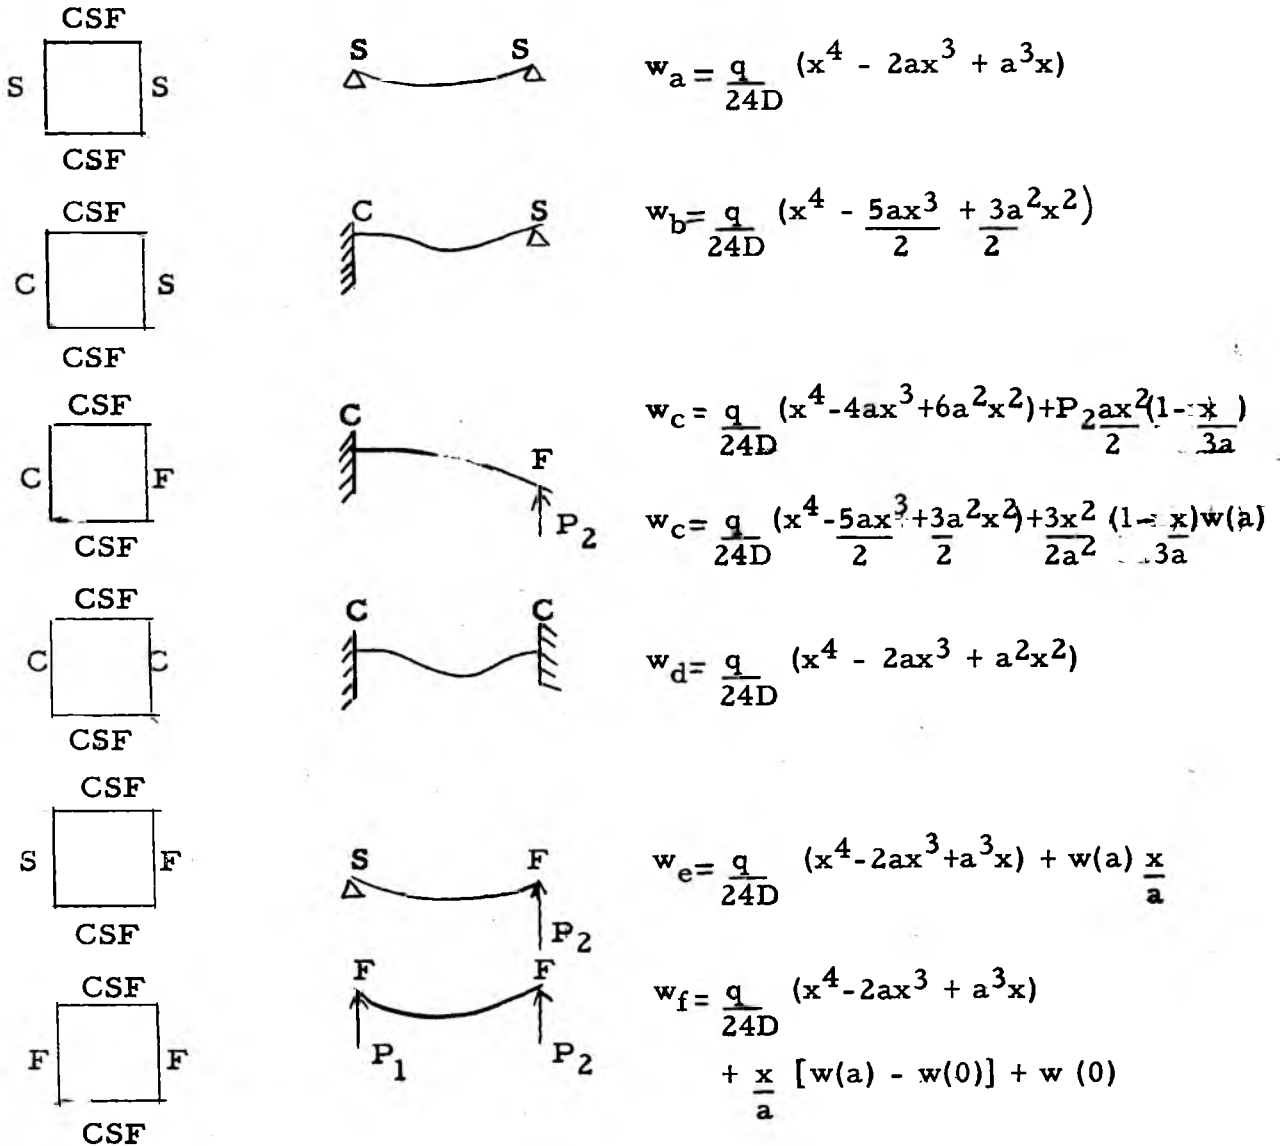 CSF
S S S S w_a = q/24D (x^4 - 2ax^3 + a^3x)
CSF
CSF
C S C S w_b = q/24D (x^4 - 5ax^3/2 + 3a^2x^2/2)
CSF
CSF
C F C F P_2 w_c = q/24D (x^4-4ax^3+6a^2x^2)+P_2 ax^2/2 (1-x/3a)
w_c = q/24D (x^4-5ax^3/2+3a^2x^2/2)+3x^2/2a^2 (1-x/3a)w(a)
CSF
CSF
C C C C w_d = q/24D (x^4 - 2ax^3 + a^2x^2)
CSF
CSF
S F S F P_2 w_e = q/24D (x^4-2ax^3+a^3x) + w(a) x/a
CSF
CSF
F F F F P_1 P_2 w_f = q/24D (x^4-2ax^3 + a^3x)
+ x/a [w(a) - w(0)] + w (0)
CSF